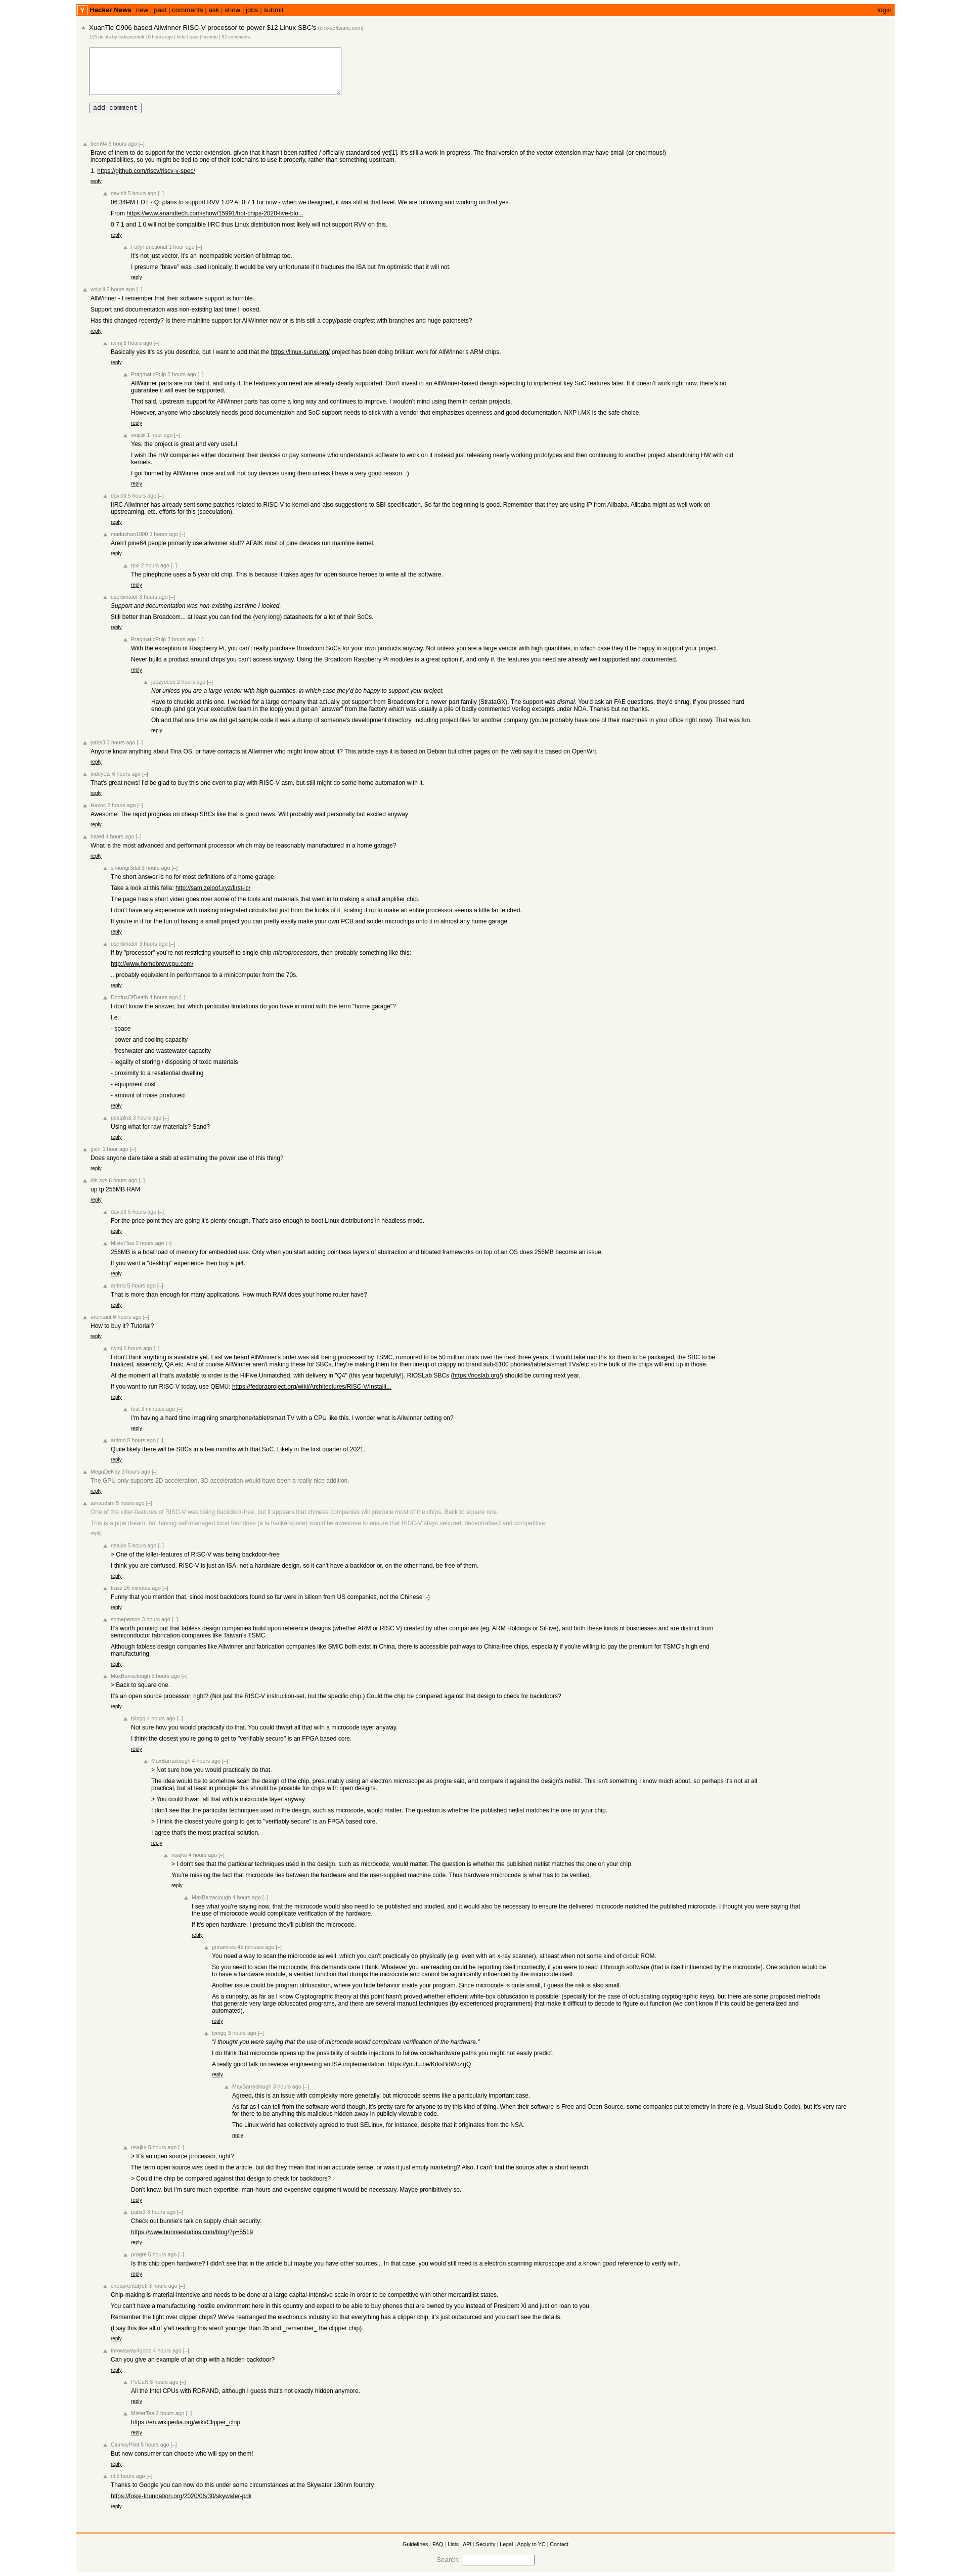 Y Hacker News new | past | comments | ask | show | jobs | submit login
XuanTie C906 based Allwinner RISC-V processor to power $12 Linux SBC's (cnx-software.com)
hours ago | hide | past | favorite | 52 comments
add comment
bem94 6 hours ago [–]
Brave of them to do support for the vector extension, given that it hasn't been ratified / officially standardised yet[1]. It's still a work-in-progress. The final version of the vector extension may have small (or enormous!)
incompatibilities, so you might be tied to one of their toolchains to use it properly, rather than something upstream.
1. https://github.com/riscv/riscv-v-spec/
reply
davidlt 5 hours ago [–]
06:34PM EDT - Q: plans to support RVV 1.0? A: 0.7.1 for now - when we designed, it was still at that level. We are following and working on that yes.
From https://www.anandtech.com/show/15991/hot-chips-2020-live-blo...
0.7.1 and 1.0 will not be compatible IIRC thus Linux distribution most likely will not support RVV on this.
reply
FullyFunctional 1 hour ago [–]
It's not just vector, it's an incompatible version of bitmap too.
I presume "brave" was used ironically. It would be very unfortunate if it fractures the ISA but I'm optimistic that it will not.
reply
wojciii 6 hours ago [–]
AllWinner - I remember that their software support is horrible.
Support and documentation was non-existing last time I looked.
Has this changed recently? Is there mainline support for AllWinner now or is this still a copy/paste crapfest with branches and huge patchsets?
reply
rwmj 6 hours ago [–]
Basically yes it's as you describe, but I want to add that the https://linux-sunxi.org/ project has been doing brilliant work for AllWinner's ARM chips.
reply
PragmaticPulp 2 hours ago [–]
AllWinner parts are not bad if, and only if, the features you need are already clearly supported. Don't invest in an AllWinner-based design expecting to implement key SoC features later. If it doesn't work right now, there's no
guarantee it will ever be supported.
That said, upstream support for AllWinner parts has come a long way and continues to improve. I wouldn't mind using them in certain projects.
However, anyone who absolutely needs good documentation and SoC support needs to stick with a vendor that emphasizes openness and good documentation. NXP i.MX is the safe choice.
reply
wojciii 1 hour ago [–]
Yes, the project is great and very useful.
I wish the HW companies either document their devices or pay someone who understands software to work on it instead just releasing nearly working prototypes and then continuing to another project abandoning HW with old
kernels.
I got burned by AllWinner once and will not buy devices using them unless I have a very good reason. :)
reply
davidlt 5 hours ago [–]
IIRC Allwinner has already sent some patches related to RISC-V to kernel and also suggestions to SBI specification. So far the beginning is good. Remember that they are using IP from Alibaba. Alibaba might as well work on
upstreaming, etc. efforts for this (speculation).
reply
madushan1000 3 hours ago [–]
Aren't pine64 people primarily use allwinner stuff? AFAIK most of pine devices run mainline kernel.
reply
tpxl 2 hours ago [–]
The pinephone uses a 5 year old chip. This is because it takes ages for open source heroes to write all the software.
reply
userbinator 3 hours ago [–]
Support and documentation was non-existing last time I looked.
Still better than Broadcom... at least you can find the (very long) datasheets for a lot of their SoCs.
reply
PragmaticPulp 2 hours ago [–]
With the exception of Raspberry Pi, you can't really purchase Broadcom SoCs for your own products anyway. Not unless you are a large vendor with high quantities, in which case they'd be happy to support your project.
Never build a product around chips you can't access anyway. Using the Broadcom Raspberry Pi modules is a great option if, and only if, the features you need are already well supported and documented.
reply
joezydeco 2 hours ago [–]
Not unless you are a large vendor with high quantities, in which case they'd be happy to support your project.
Have to chuckle at this one. I worked for a large company that actually got support from Broadcom for a newer part family (StrataGX). The support was dismal. You'd ask an FAE questions, they'd shrug, if you pressed hard
enough (and got your executive team in the loop) you'd get an "answer" from the factory which was usually a pile of badly commented Verilog excerpts under NDA. Thanks but no thanks.
Oh and that one time we did get sample code it was a dump of someone's development directory, including project files for another company (you're probably have one of their machines in your office right now). That was fun.
reply
pabs3 3 hours ago [–]
Anyone know anything about Tina OS, or have contacts at Allwinner who might know about it? This article says it is based on Debian but other pages on the web say it is based on OpenWrt.
reply
indeyets 6 hours ago [–]
That's great news! I'd be glad to buy this one even to play with RISC-V asm, but still might do some home automation with it.
reply
Havoc 2 hours ago [–]
Awesome. The rapid progress on cheap SBCs like that is good news. Will probably wait personally but excited anyway
reply
hated 4 hours ago [–]
What is the most advanced and performant processor which may be reasonably manufactured in a home garage?
reply
simongr3dal 3 hours ago [–]
The short answer is no for most definitions of a home garage.
Take a look at this fella: http://sam.zeloof.xyz/first-ic/
The page has a short video goes over some of the tools and materials that went in to making a small amplifier chip.
I don't have any experience with making integrated circuits but just from the looks of it, scaling it up to make an entire processor seems a little far fetched.
If you're in it for the fun of having a small project you can pretty easily make your own PCB and solder microchips onto it in almost any home garage.
reply
userbinator 3 hours ago [–]
If by "processor" you're not restricting yourself to single-chip microprocessors, then probably something like this:
http://www.homebrewcpu.com/
...probably equivalent in performance to a minicomputer from the 70s.
reply
DoofusOfDeath 4 hours ago [–]
I don't know the answer, but which particular limitations do you have in mind with the term "home garage"?
I.e.:
- space
- power and cooling capacity
- freshwater and wastewater capacity
- legality of storing / disposing of toxic materials
- proximity to a residential dwelling
- equipment cost
- amount of noise produced
reply
postalrat 3 hours ago [–]
Using what for raw materials? Sand?
reply
gspr 1 hour ago [–]
Does anyone dare take a stab at estimating the power use of this thing?
reply
dis-sys 6 hours ago [–]
up tp 256MB RAM
reply
davidlt 5 hours ago [–]
For the price point they are going it's plenty enough. That's also enough to boot Linux distributions in headless mode.
reply
MisterTea 3 hours ago [–]
256MB is a boat load of memory for embedded use. Only when you start adding pointless layers of abstraction and bloated frameworks on top of an OS does 256MB become an issue.
If you want a "desktop" experience then buy a pi4.
reply
aritmo 5 hours ago [–]
That is more than enough for many applications. How much RAM does your home router have?
reply
arunkant 6 hours ago [–]
How to buy it? Tutorial?
reply
rwmj 6 hours ago [–]
I don't think anything is available yet. Last we heard AllWinner's order was still being processed by TSMC, rumoured to be 50 million units over the next three years. It would take months for them to be packaged, the SBC to be
finalized, assembly, QA etc. And of course AllWinner aren't making these for SBCs, they're making them for their lineup of crappy no brand sub-$100 phones/tablets/smart TVs/etc so the bulk of the chips will end up in those.
At the moment all that's available to order is the HiFive Unmatched, with delivery in "Q4" (this year hopefully!). RIOSLab SBCs (https://rioslab.org/) should be coming next year.
If you want to run RISC-V today, use QEMU: https://fedoraproject.org/wiki/Architectures/RISC-V/Installi...
reply
fest 3 minutes ago [–]
I'm having a hard time imagining smartphone/tablet/smart TV with a CPU like this. I wonder what is Allwinner betting on?
reply
aritmo 5 hours ago [–]
Quite likely there will be SBCs in a few months with that SoC. Likely in the first quarter of 2021.
reply
MegaDeKay 3 hours ago [–]
The GPU only supports 2D acceleration. 3D acceleration would have been a really nice addition.
reply
arnaudsm 5 hours ago [–]
One of the killer-features of RISC-V was being backdoor-free, but it appears that chinese companies will produce most of the chips. Back to square one.
This is a pipe dream, but having self-managed local foundries (à la hackerspace) would be awesome to ensure that RISC-V stays secured, decentralised and competitive.
reply
nsajko 5 hours ago [–]
> One of the killer-features of RISC-V was being backdoor-free
I think you are confused. RISC-V is just an ISA, not a hardware design, so it can't have a backdoor or, on the other hand, be free of them.
reply
irasz 26 minutes ago [–]
Funny that you mention that, since most backdoors found so far were in silicon from US companies, not the Chinese :-)
reply
someperson 3 hours ago [–]
It's worth pointing out that fabless design companies build upon reference designs (whether ARM or RISC V) created by other companies (eg, ARM Holdings or SiFive), and both these kinds of businesses and are distinct from
semiconductor fabrication companies like Taiwan's TSMC.
Although fabless design companies like Allwinner and fabrication companies like SMIC both exist in China, there is accessible pathways to China-free chips, especially if you're willing to pay the premium for TSMC's high end
manufacturing.
reply
MaxBarraclough 5 hours ago [–]
> Back to square one.
It's an open source processor, right? (Not just the RISC-V instruction-set, but the specific chip.) Could the chip be compared against that design to check for backdoors?
reply
tyingq 4 hours ago [–]
Not sure how you would practically do that. You could thwart all that with a microcode layer anyway.
I think the closest you're going to get to "verifiably secure" is an FPGA based core.
reply
MaxBarraclough 4 hours ago [–]
> Not sure how you would practically do that.
The idea would be to somehow scan the design of the chip, presumably using an electron microscope as progre said, and compare it against the design's netlist. This isn't something I know much about, so perhaps it's not at all
practical, but at least in principle this should be possible for chips with open designs.
> You could thwart all that with a microcode layer anyway.
I don't see that the particular techniques used in the design, such as microcode, would matter. The question is whether the published netlist matches the one on your chip.
> I think the closest you're going to get to "verifiably secure" is an FPGA based core.
I agree that's the most practical solution.
reply
nsajko 4 hours ago [–]
> I don't see that the particular techniques used in the design, such as microcode, would matter. The question is whether the published netlist matches the one on your chip.
You're missing the fact that microcode lies between the hardware and the user-supplied machine code. Thus hardware+microcode is what has to be verified.
reply
MaxBarraclough 4 hours ago [–]
I see what you're saying now, that the microcode would also need to be published and studied, and it would also be necessary to ensure the delivered microcode matched the published microcode. I thought you were saying that
the use of microcode would complicate verification of the hardware.
If it's open hardware, I presume they'll publish the microcode.
reply
gnramires 45 minutes ago [–]
You need a way to scan the microcode as well, which you can't practically do physically (e.g. even with an x-ray scanner), at least when not some kind of circuit ROM.
So you need to scan the microcode; this demands care I think. Whatever you are reading could be reporting itself incorrectly, if you were to read it through software (that is itself influenced by the microcode). One solution would be
to have a hardware module, a verified function that dumps the microcode and cannot be significantly influenced by the microcode itself.
Another issue could be program obfuscation, where you hide behavior inside your program. Since microcode is quite small, I guess the risk is also small.
As a curiosity, as far as I know Cryptographic theory at this point hasn't proved whether efficient white-box obfuscation is possible! (specially for the case of obfuscating cryptographic keys), but there are some proposed methods
that generate very large obfuscated programs, and there are several manual techniques (by experienced programmers) that make it difficult to decode to figure out function (we don't know if this could be generalized and
automated).
reply
tyingq 3 hours ago [–]
"I thought you were saying that the use of microcode would complicate verification of the hardware."
I do think that microcode opens up the possibility of subtle injections to follow code/hardware paths you might not easily predict.
A really good talk on reverse engineering an ISA implementation: https://youtu.be/KrksBdWcZgQ
reply
MaxBarraclough 3 hours ago [–]
Agreed, this is an issue with complexity more generally, but microcode seems like a particularly important case.
As far as I can tell from the software world though, it's pretty rare for anyone to try this kind of thing. When their software is Free and Open Source, some companies put telemetry in there (e.g. Visual Studio Code), but it's very rare
for there to be anything this malicious hidden away in publicly viewable code.
The Linux world has collectively agreed to trust SELinux, for instance, despite that it originates from the NSA.
reply
nsajko 5 hours ago [–]
> It's an open source processor, right?
The term open source was used in the article, but did they mean that in an accurate sense, or was it just empty marketing? Also, I can't find the source after a short search.
> Could the chip be compared against that design to check for backdoors?
Don't know, but I'm sure much expertise, man-hours and expensive equipment would be necessary. Maybe prohibitively so.
reply
pabs3 3 hours ago [–]
Check out bunnie's talk on supply chain security:
https://www.bunniestudios.com/blog/?p=5519
reply
progre 5 hours ago [–]
Is this chip open hardware? I didn't see that in the article but maybe you have other sources... In that case, you would still need is a electron scanning microscope and a known good reference to verify with.
reply
cheaprentalyeti 3 hours ago [–]
Chip-making is material-intensive and needs to be done at a large capital-intensive scale in order to be competitive with other mercantilist states.
You can't have a manufacturing-hostile environment here in this country and expect to be able to buy phones that are owned by you instead of President Xi and just on loan to you.
Remember the fight over clipper chips? We've rearranged the electronics industry so that everything has a clipper chip, it's just outsourced and you can't see the details.
(I say this like all of y'all reading this aren't younger than 35 and _remember_ the clipper chip).
reply
throwaway4good 4 hours ago [–]
Can you give an example of an chip with a hidden backdoor?
reply
PeCaN 3 hours ago [–]
All the Intel CPUs with RDRAND, although I guess that's not exactly hidden anymore.
reply
MisterTea 2 hours ago [–]
https://en.wikipedia.org/wiki/Clipper_chip
reply
ClumsyPilot 5 hours ago [–]
But now consumer can choose who will spy on them!
reply
nl 5 hours ago [–]
Thanks to Google you can now do this under some circumstances at the Skywater 130nm foundry
https://fossi-foundation.org/2020/06/30/skywater-pdk
reply
Guidelines | FAQ | Lists | API | Security | Legal | Apply to YC | Contact
Search: